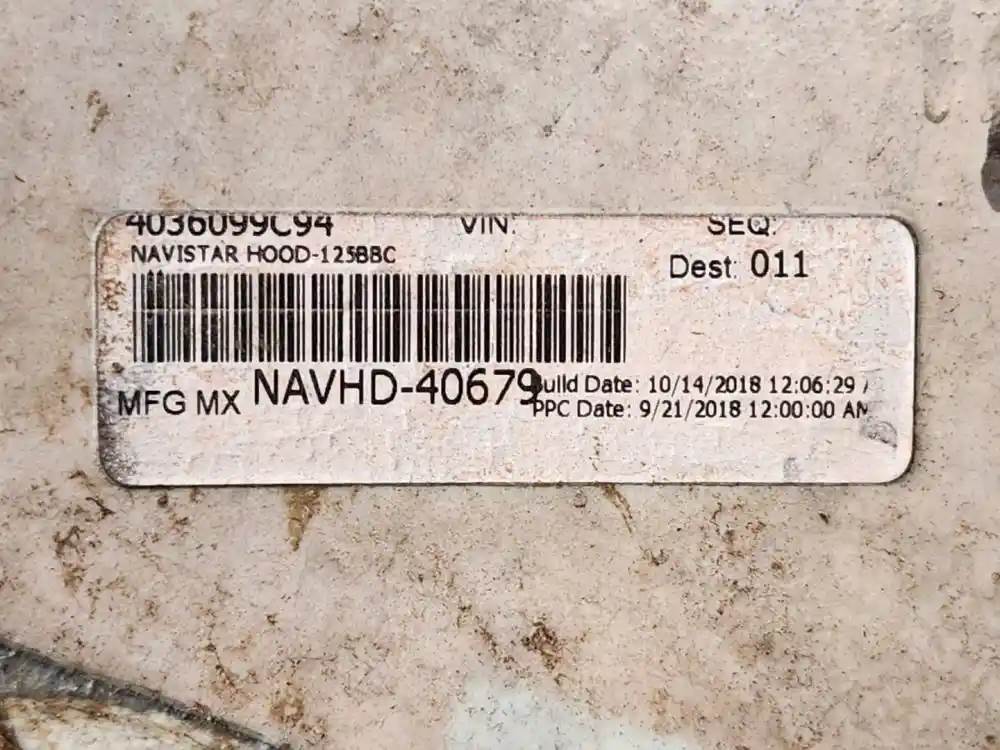 4036099C94 VIN: SEQ:
NAVISTAR HOOD-125BBC
Dest: 011
MFG MX NAVHD-40679
Build Date: 10/14/2018 12:06:29
PPC Date: 9/21/2018 12:00:00 AM